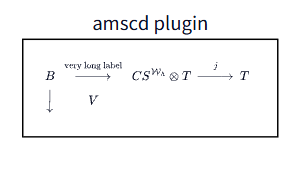 amscd plugin
very long label j
B ⟶ CS^{𝒲_Λ} ⊗ T ⟶ T
↓ V